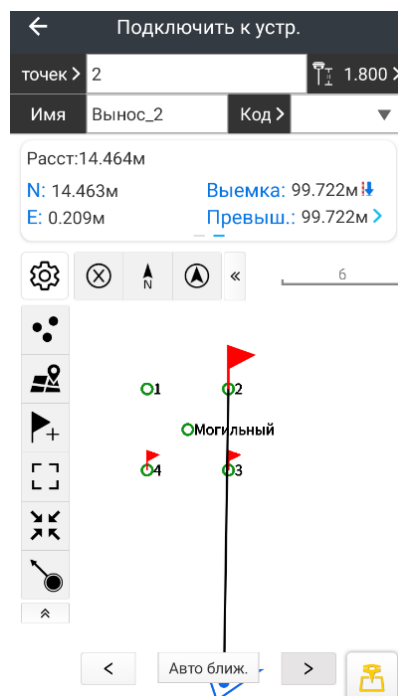 Подключить к устр.
точек > 2 1.800 >
Имя Вынос_2 Код >
Расст:14.464м
N: 14.463м Выемка: 99.722м
E: 0.209м Превыш.: 99.722м >
N « 6
1 2
Могильный
4 3
< Авто ближ. >